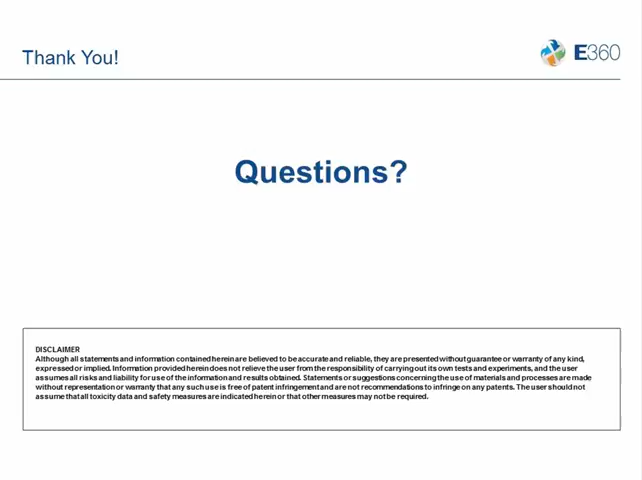 Thank You!
E360
Questions?
DISCLAIMER
Although all statements and information contained herein are believed to be accurate and reliable, they are presented without guarantee or warranty of any kind,
expressed or implied. Information provided herein does not relieve the user from the responsibility of carrying out its own tests and experiments, and the user
assumes all risks and liability for use of the information and results obtained. Statements or suggestions concerning the use of materials and processes are made
without representation or warranty that any such use is free of patent infringement and are not recommendations to infringe on any patents. The user should not
assume that all toxicity data and safety measures are indicated herein or that other measures may not be required.